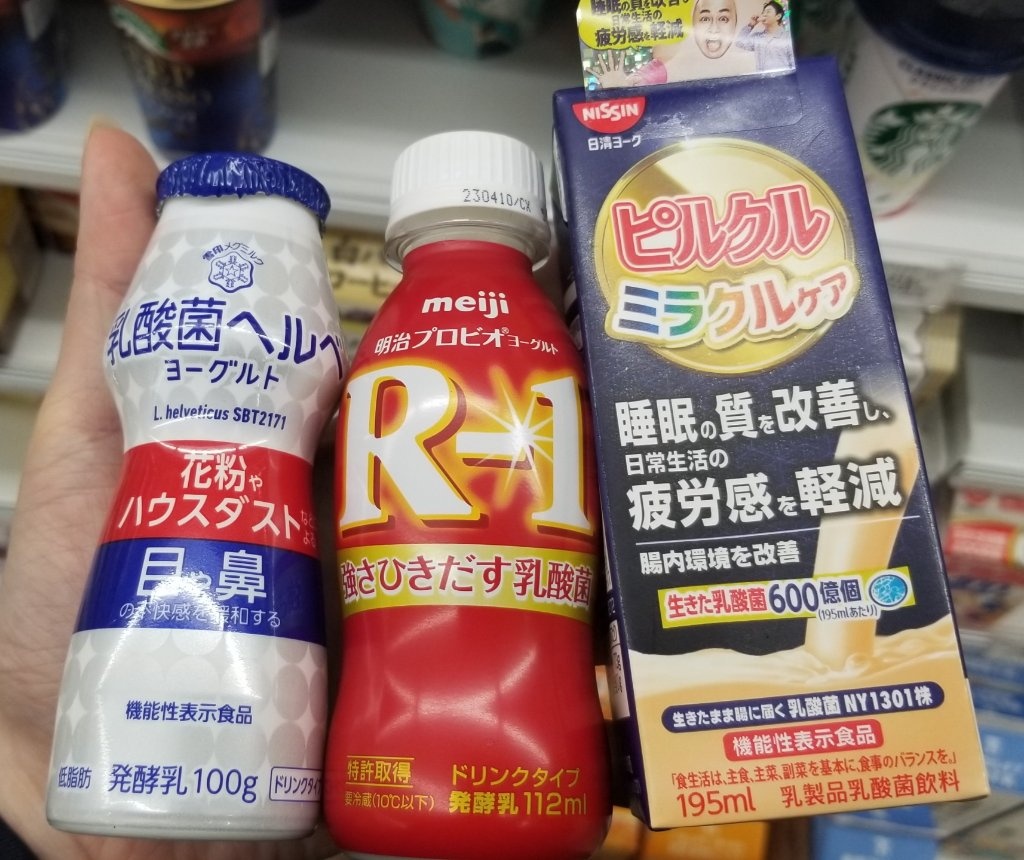 雪印メグミルク
乳酸菌ヘルベ
ヨーグルト
L. helveticus SBT2171
花粉や
ハウスダスト
目や鼻
の不快感を緩和する
機能性表示食品
低脂肪 発酵乳 100g ドリンクタイプ
230410/CX
meiji
明治プロビオ®ヨーグルト
R-1
強さひきだす乳酸菌
特許取得
要冷蔵(10℃以下)
ドリンクタイプ
発酵乳 112ml
睡眠の質を改善し、
日常生活の
疲労感を軽減
NISSIN
日清ヨーク
ピルクル
ミラクルケア
睡眠の質を改善し、
日常生活の
疲労感を軽減
腸内環境を改善
生きた乳酸菌600億個
(195mlあたり)
生きたまま腸に届く乳酸菌 NY1301株
機能性表示食品
「食生活は、主食、主菜、副菜を基本に、食事のバランスを。」
195ml 乳製品乳酸菌飲料